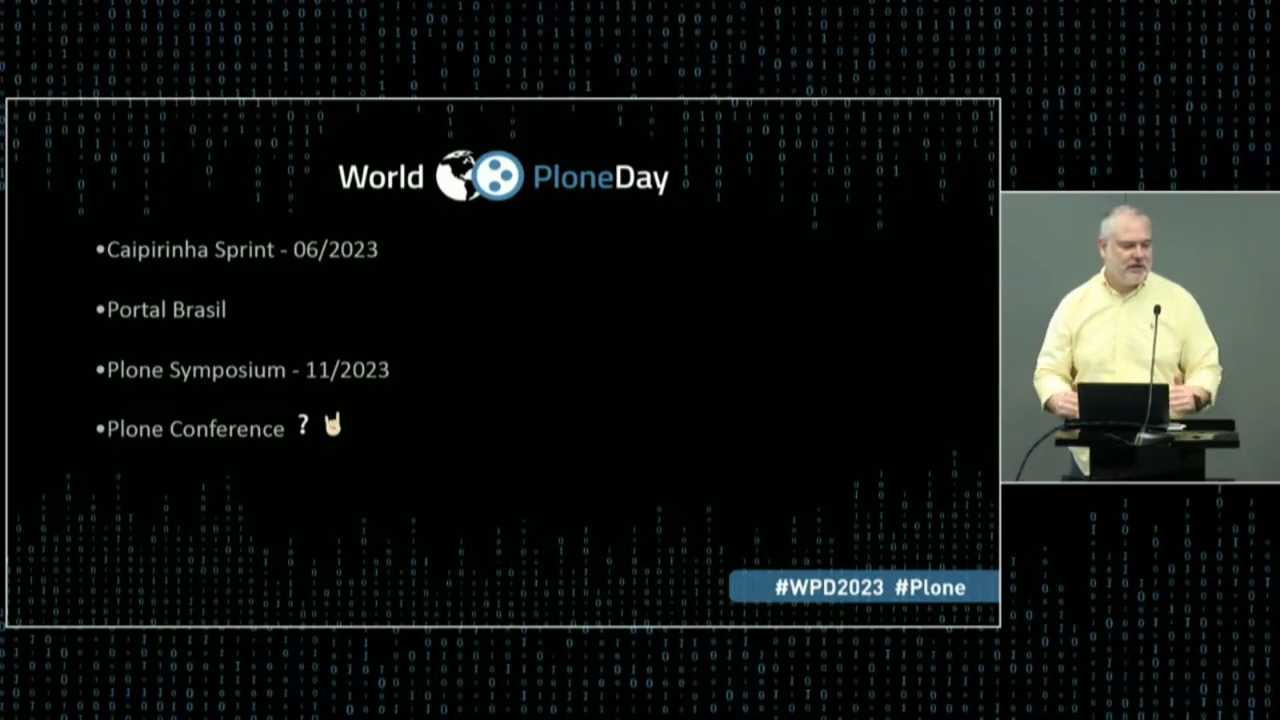 World PloneDay
•Caipirinha Sprint - 06/2023
•Portal Brasil
•Plone Symposium - 11/2023
•Plone Conference ? 🤘🏻
#WPD2023 #Plone